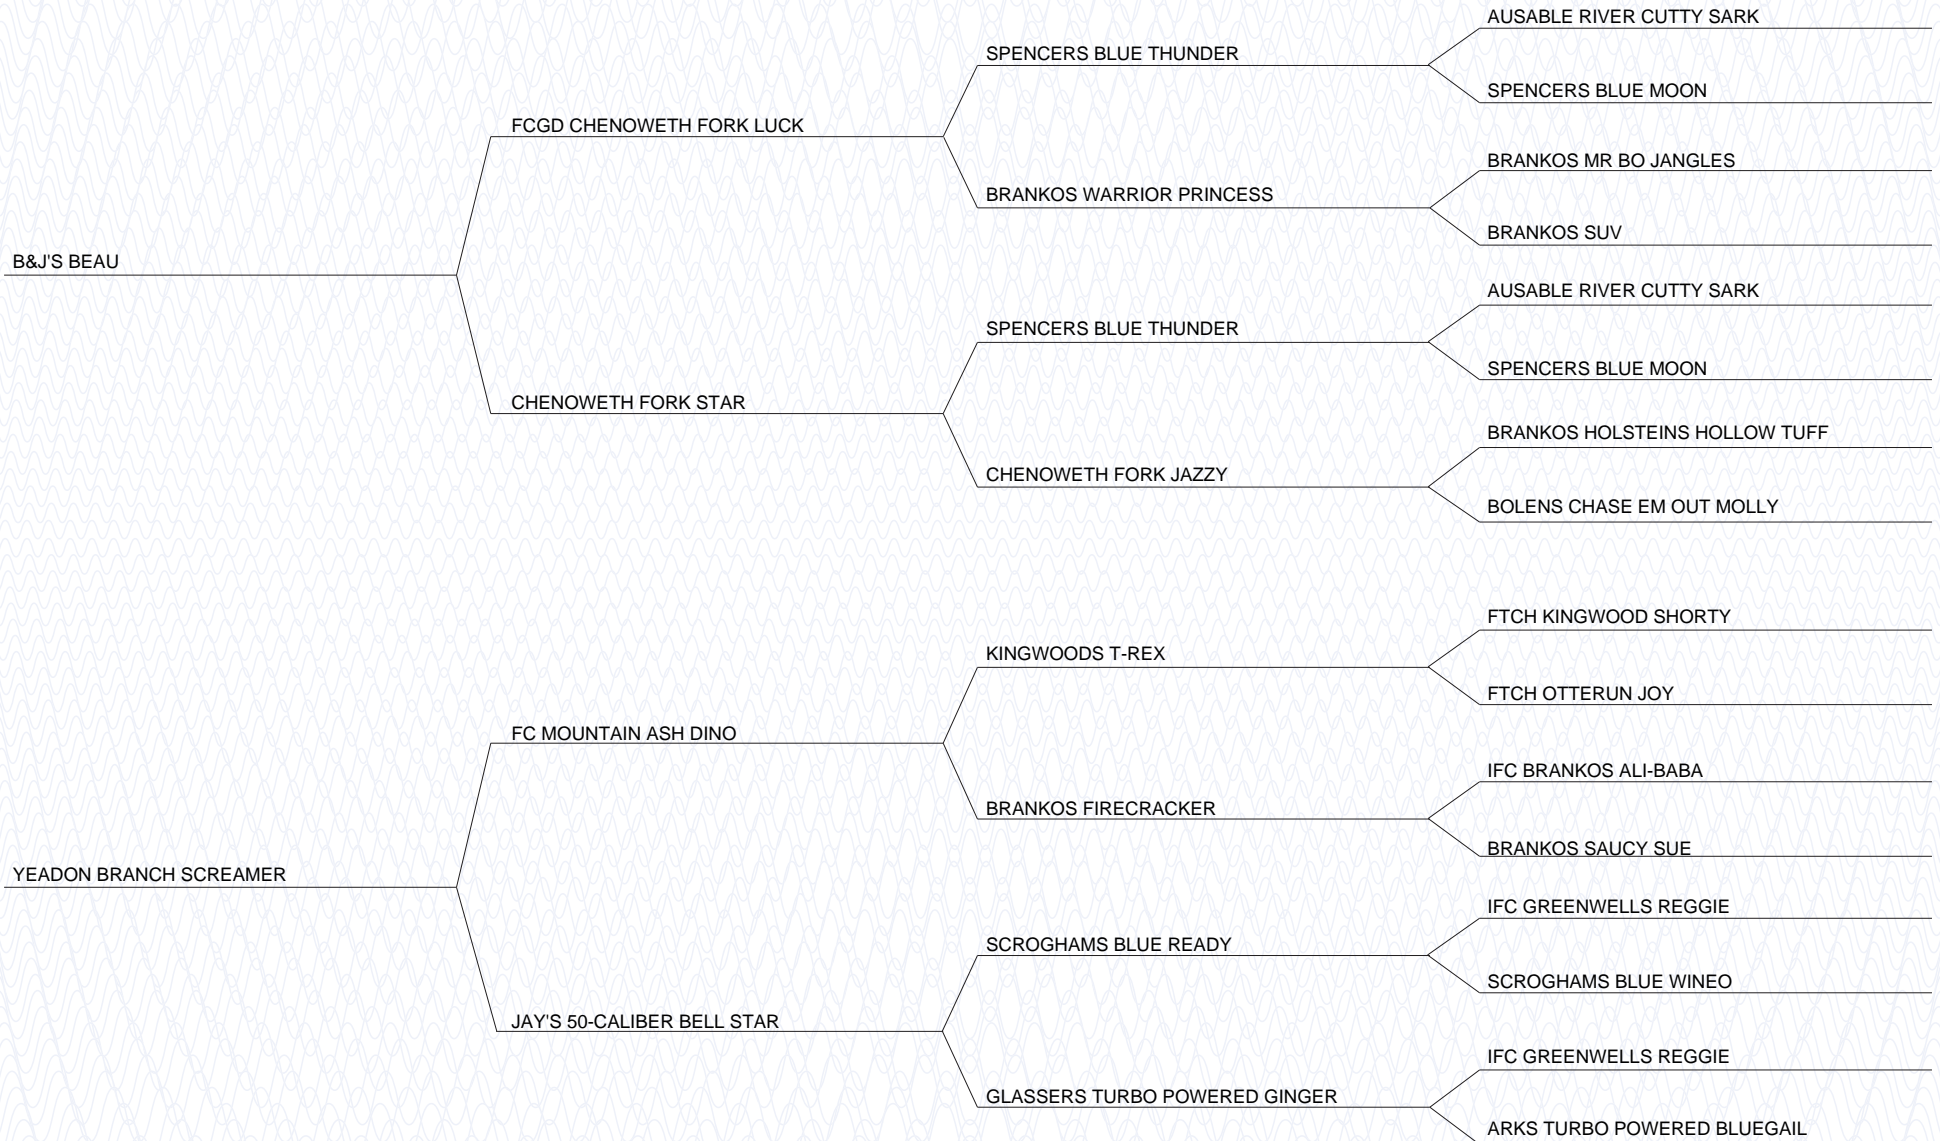 AUSABLE RIVER CUTTY SARK
SPENCERS BLUE THUNDER
SPENCERS BLUE MOON
FCGD CHENOWETH FORK LUCK
BRANKOS MR BO JANGLES
BRANKOS WARRIOR PRINCESS
BRANKOS SUV
B&J'S BEAU
AUSABLE RIVER CUTTY SARK
SPENCERS BLUE THUNDER
SPENCERS BLUE MOON
CHENOWETH FORK STAR
BRANKOS HOLSTEINS HOLLOW TUFF
CHENOWETH FORK JAZZY
BOLENS CHASE EM OUT MOLLY
FTCH KINGWOOD SHORTY
KINGWOODS T-REX
FTCH OTTERUN JOY
FC MOUNTAIN ASH DINO
IFC BRANKOS ALI-BABA
BRANKOS FIRECRACKER
BRANKOS SAUCY SUE
YEADON BRANCH SCREAMER
IFC GREENWELLS REGGIE
SCROGHAMS BLUE READY
SCROGHAMS BLUE WINEO
JAY'S 50-CALIBER BELL STAR
IFC GREENWELLS REGGIE
GLASSERS TURBO POWERED GINGER
ARKS TURBO POWERED BLUEGAIL